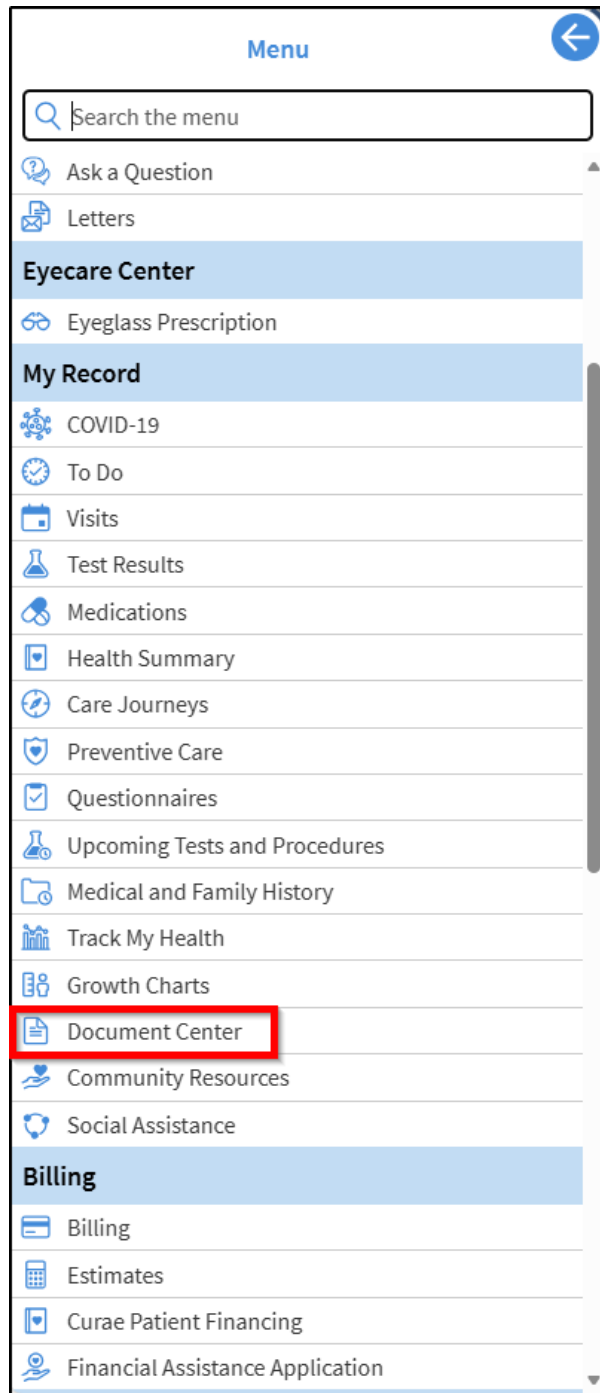 Menu
Search the menu
Ask a Question
Letters
Eyecare Center
Eyeglass Prescription
My Record
COVID-19
To Do
Visits
Test Results
Medications
Health Summary
Care Journeys
Preventive Care
Questionnaires
Upcoming Tests and Procedures
Medical and Family History
Track My Health
Growth Charts
Document Center
Community Resources
Social Assistance
Billing
Billing
Estimates
Curae Patient Financing
Financial Assistance Application